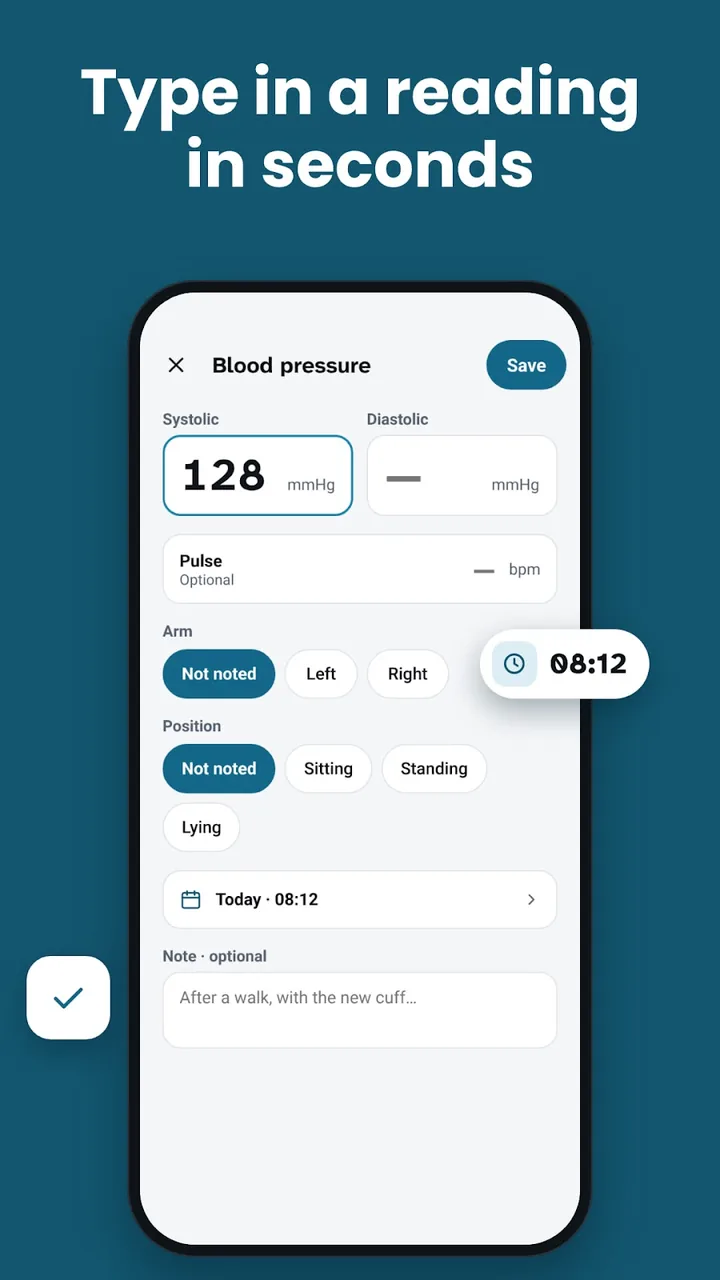 Type in a reading
in seconds
Blood pressure
Save
Systolic
Diastolic
128 mmHg
— mmHg
Pulse
Optional
— bpm
Arm
08:12
Not noted
Left
Right
Position
Not noted
Sitting
Standing
Lying
Today · 08:12
Note · optional
After a walk, with the new cuff…